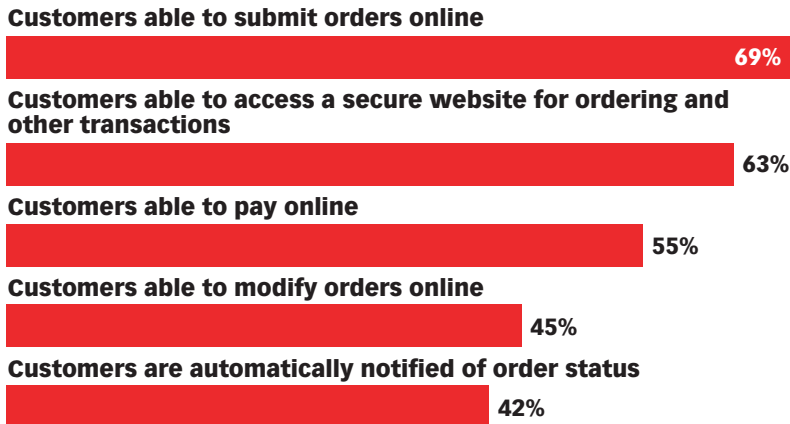 Customers able to submit orders online
69%
Customers able to access a secure website for ordering and
other transactions
63%
Customers able to pay online
55%
Customers able to modify orders online
45%
Customers are automatically notified of order status
42%